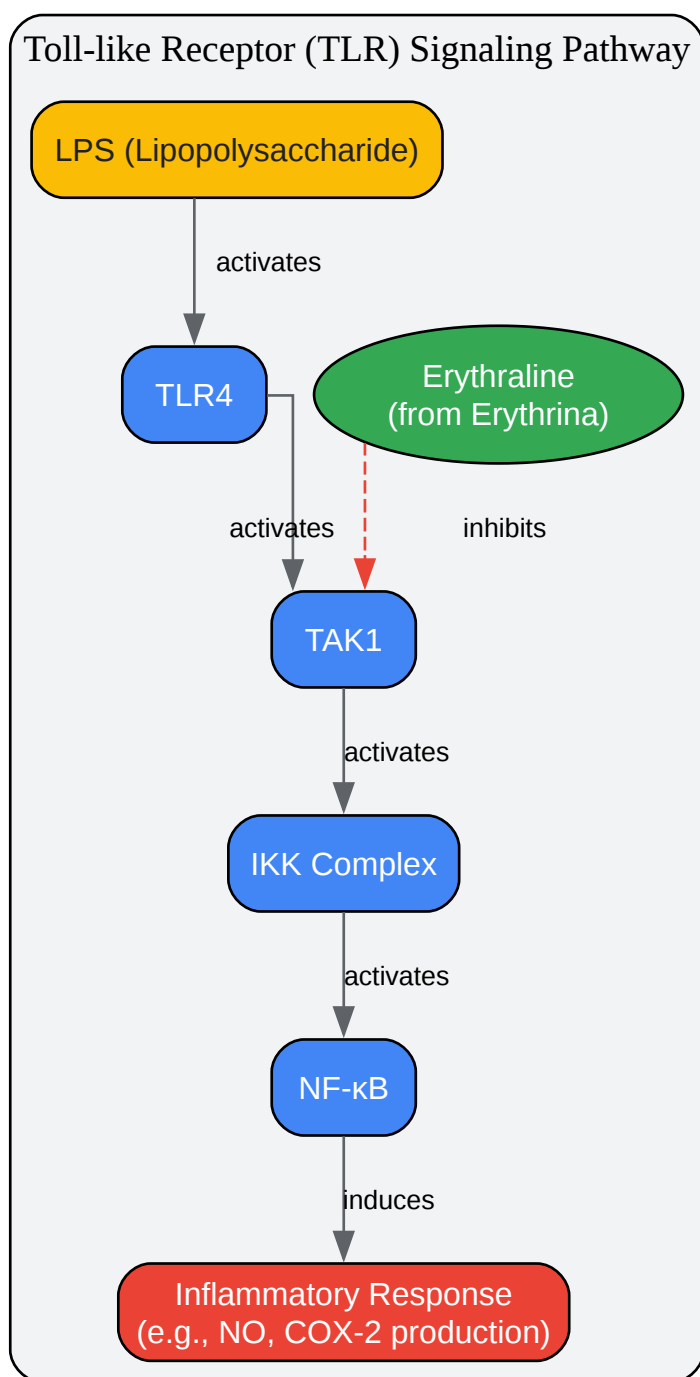 Toll-like Receptor (TLR) Signaling Pathway
LPS (Lipopolysaccharide)
activates
TLR4
Erythraline
(from Erythrina)
activates
inhibits
TAK1
activates
IKK Complex
activates
NF-κB
induces
Inflammatory Response
(e.g., NO, COX-2 production)